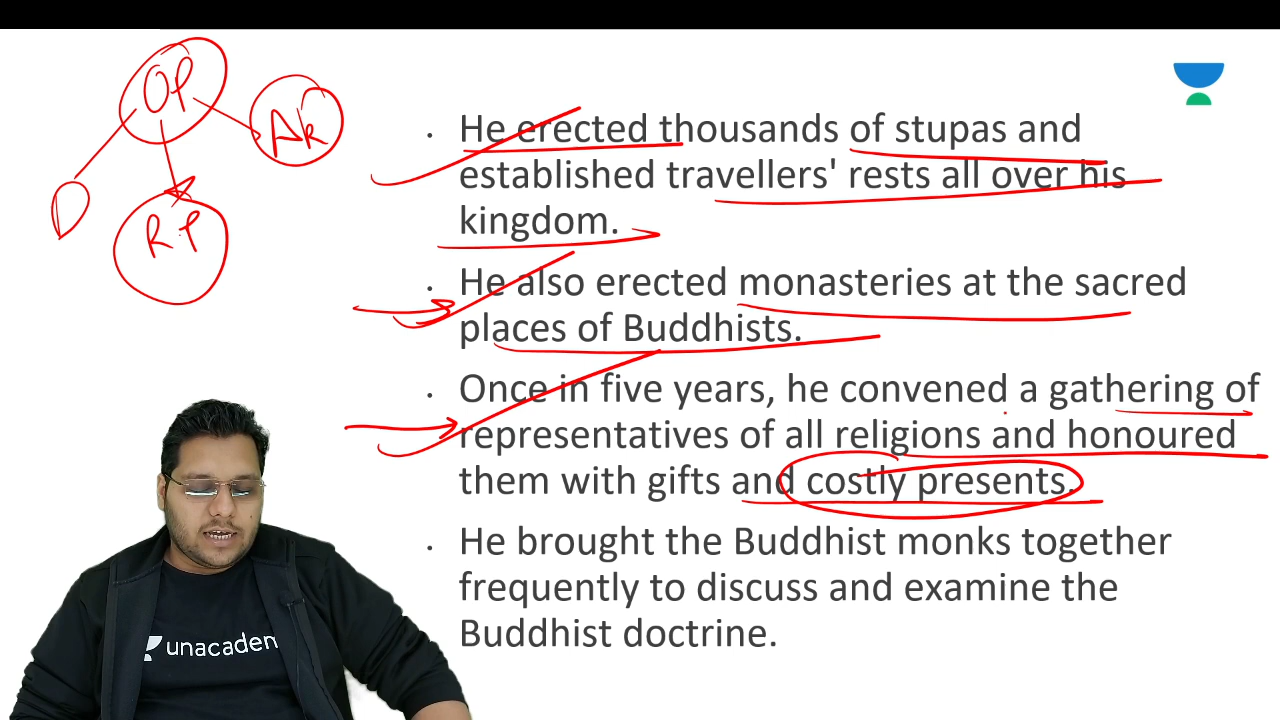 OP
AR
D
R.P
• He erected thousands of stupas and
established travellers' rests all over his
kingdom.
• He also erected monasteries at the sacred
places of Buddhists.
• Once in five years, he convened a gathering of
representatives of all religions and honoured
them with gifts and costly presents.
• He brought the Buddhist monks together
frequently to discuss and examine the
Buddhist doctrine.
unacadem